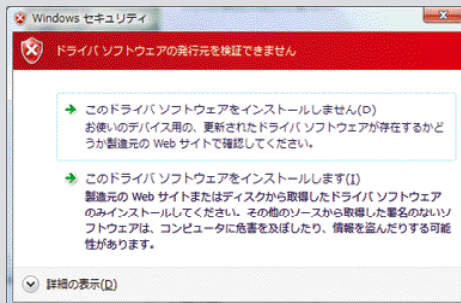 Windows セキュリティ
ドライバ ソフトウェアの発行元を検証できません
このドライバ ソフトウェアをインストールしません(D)
お使いのデバイス用の、更新されたドライバ ソフトウェアが存在するかど
うか製造元の Web サイトで確認してください。
このドライバ ソフトウェアをインストールします(I)
製造元の Web サイトまたはディスクから取得したドライバ ソフトウェア
のみインストールしてください。その他のソースから取得した署名のないソ
フトウェアは、コンピュータに危害を及ぼしたり、情報を盗んだりする可能
性があります。
詳細の表示(D)